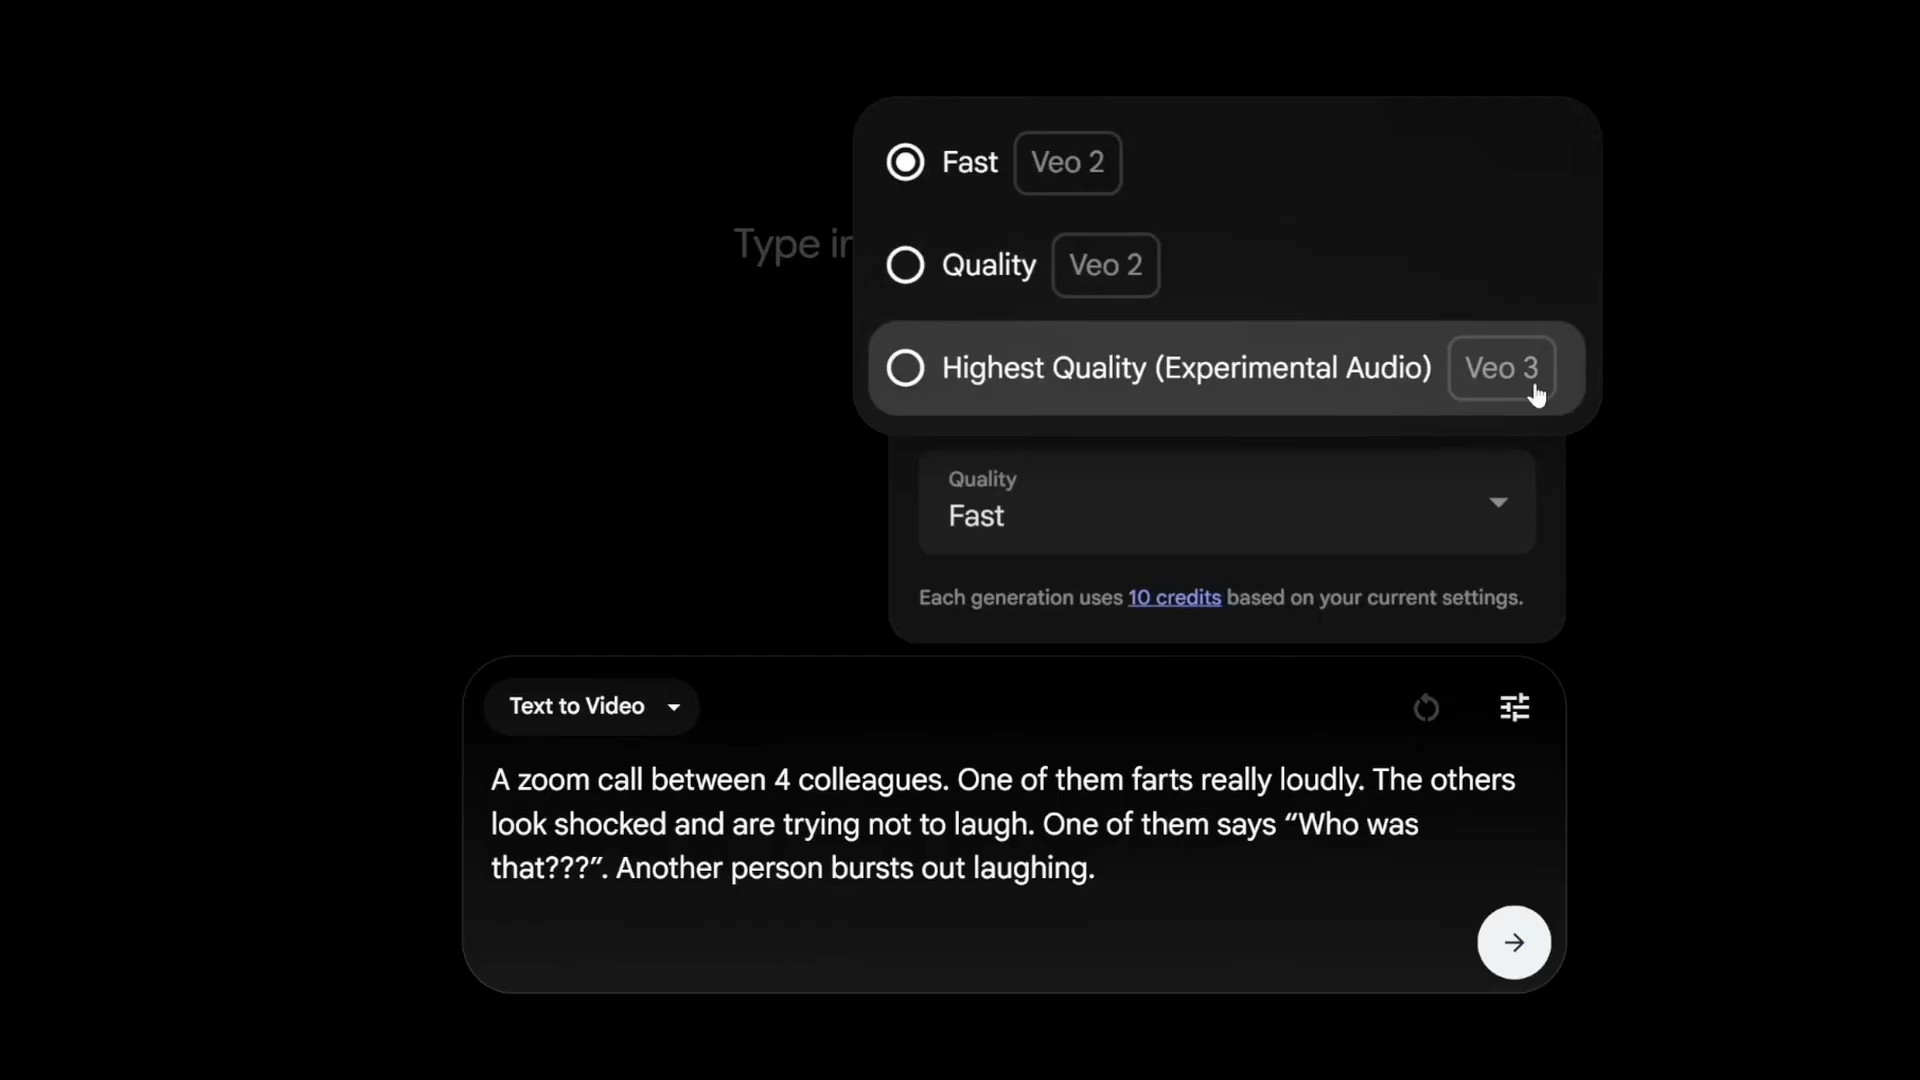 Fast Veo 2
Type in
Quality Veo 2
Highest Quality (Experimental Audio) Veo 3
Quality
Fast
Each generation uses 10 credits based on your current settings.
Text to Video
A zoom call between 4 colleagues. One of them farts really loudly. The others
look shocked and are trying not to laugh. One of them says “Who was
that???”. Another person bursts out laughing.